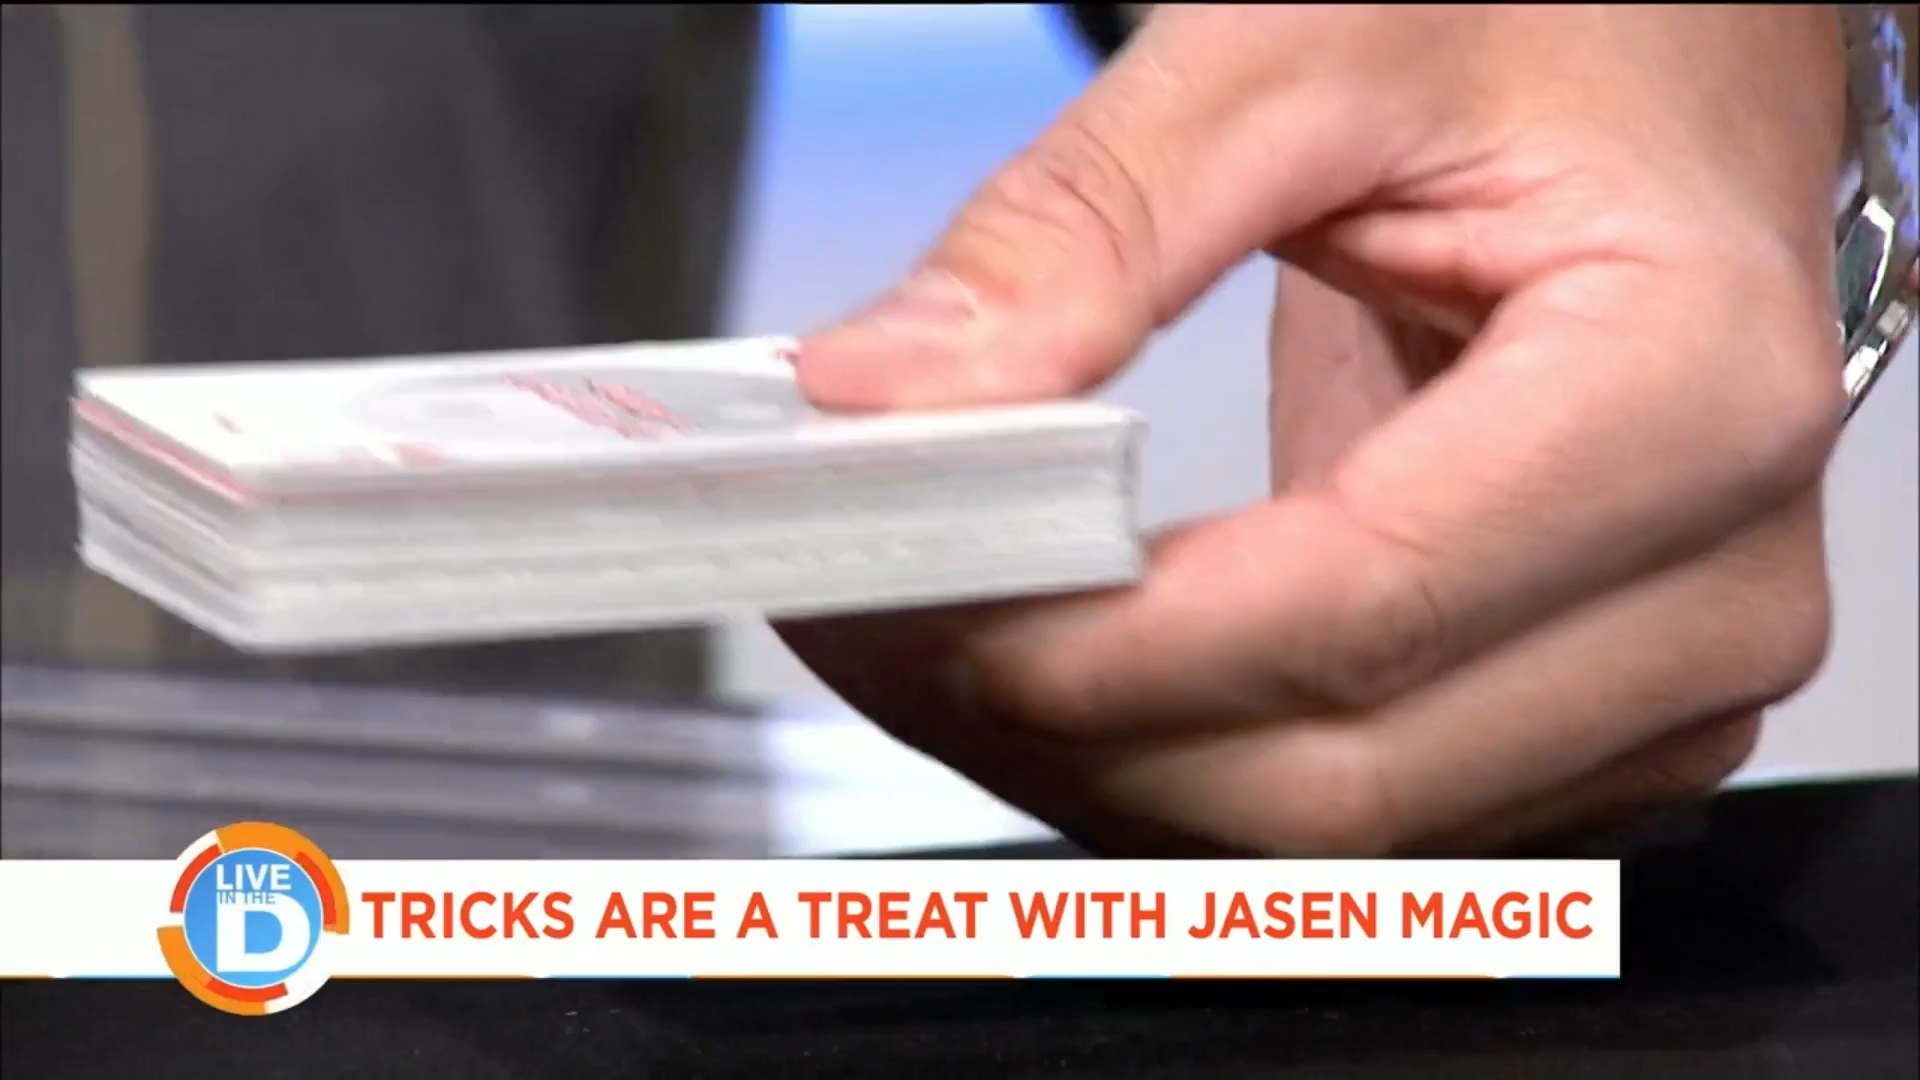 LIVE
IN THE
D
TRICKS ARE A TREAT WITH JASEN MAGIC